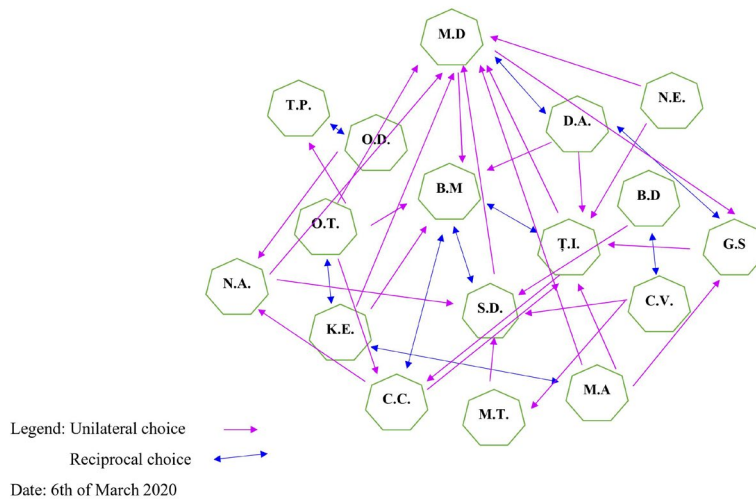 M.D
T.P.
N.E.
O.D.
D.A.
B.M
B.D
O.T.
Ț.I.
G.S
N.A.
S.D.
C.V.
K.E.
C.C.
M.T.
M.A
Legend: Unilateral choice
Reciprocal choice
Date: 6th of March 2020